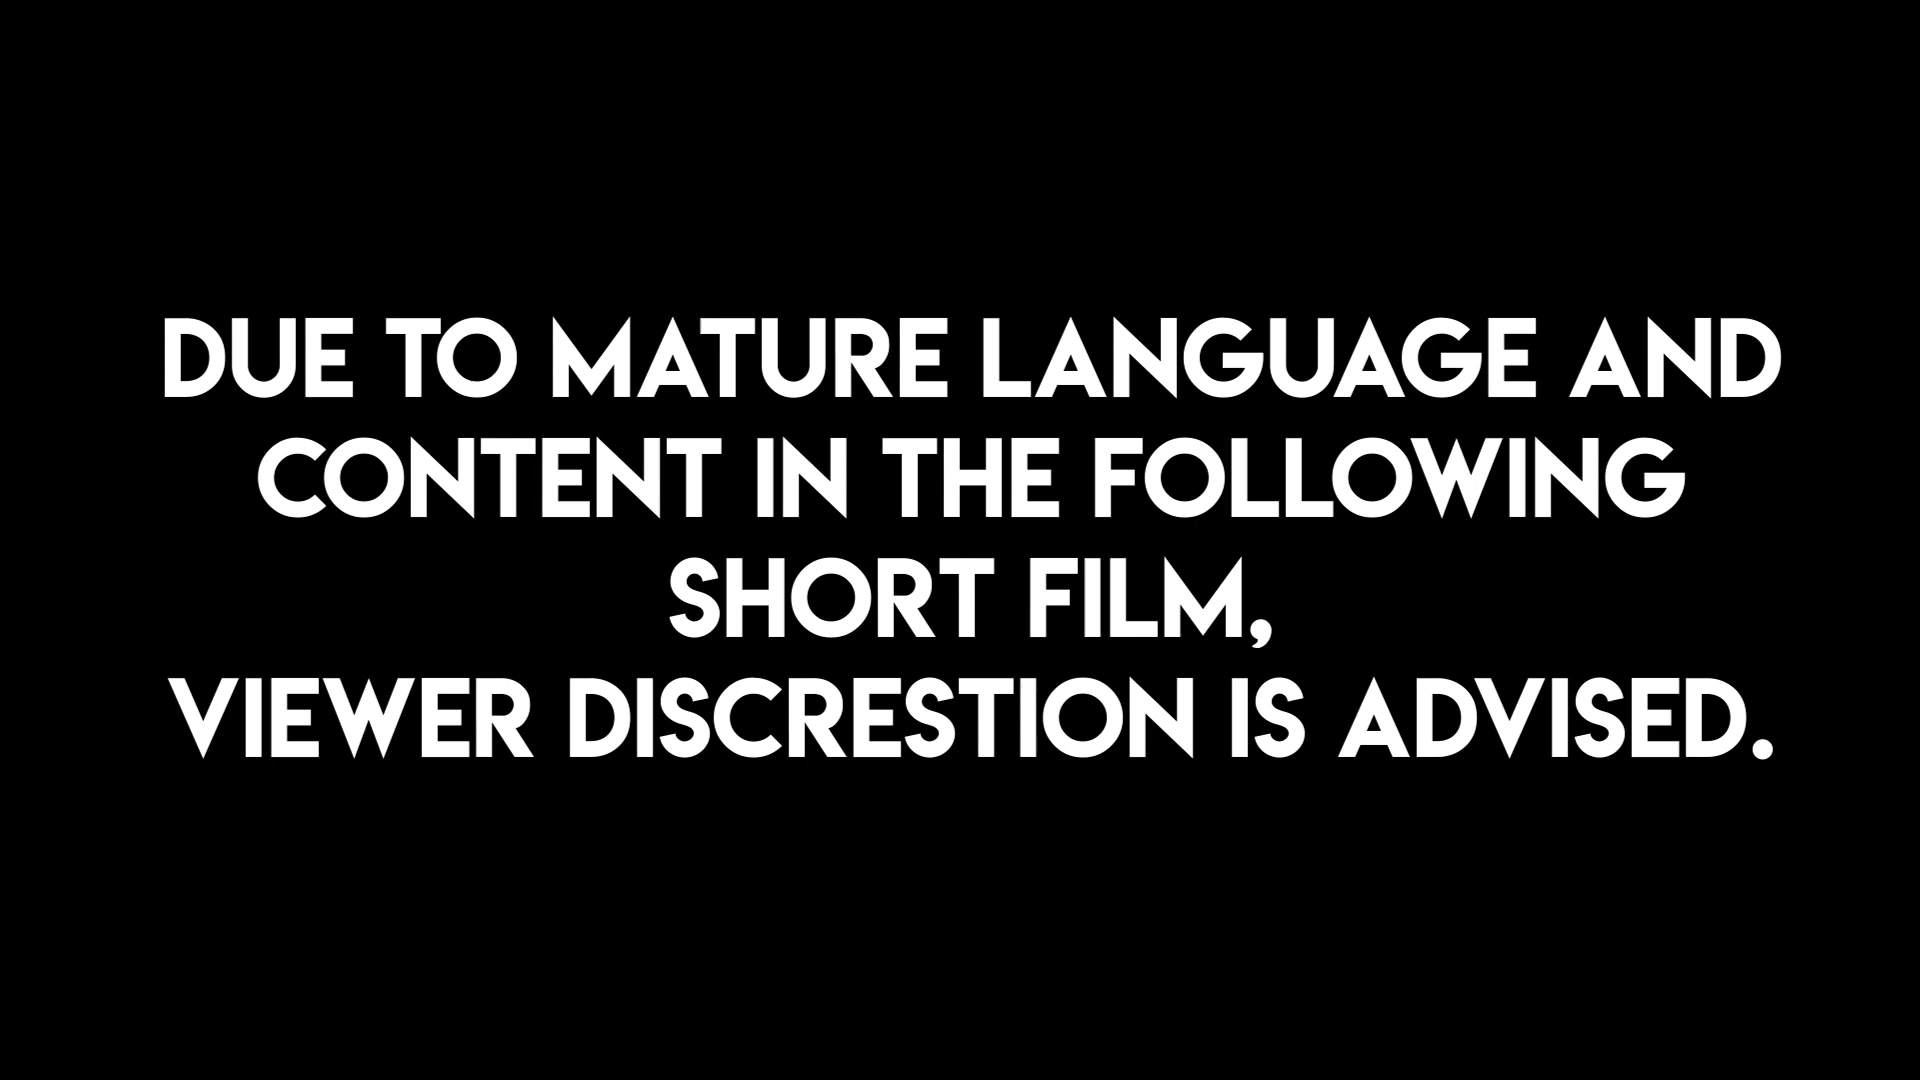 DUE TO MATURE LANGUAGE AND
CONTENT IN THE FOLLOWING
SHORT FILM,
VIEWER DISCRESTION IS ADVISED.